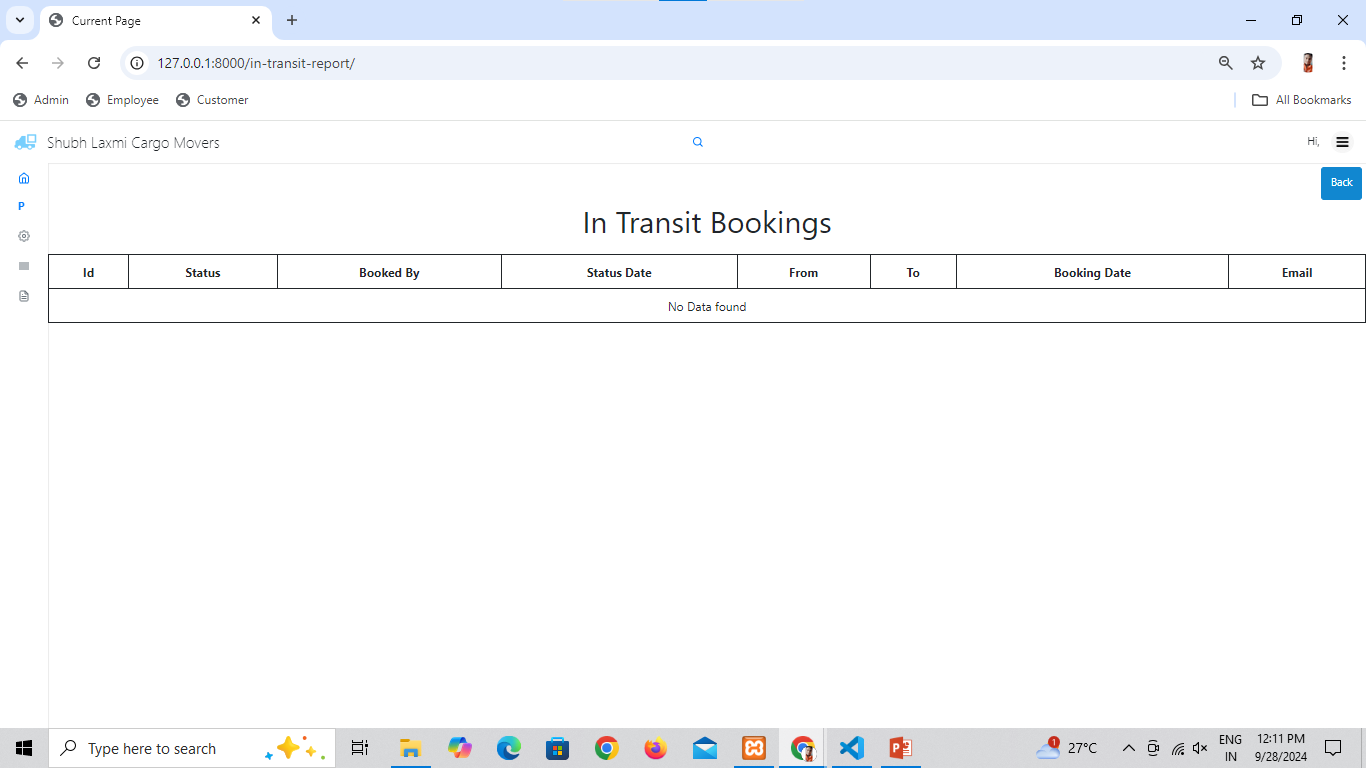 Current Page
127.0.0.1:8000/in-transit-report/
Admin Employee Customer All Bookmarks
Shubh Laxmi Cargo Movers Hi,
Back
P
In Transit Bookings
Id Status Booked By Status Date From To Booking Date Email
No Data found
Type here to search 1 27°C ENG IN 12:11 PM 9/28/2024